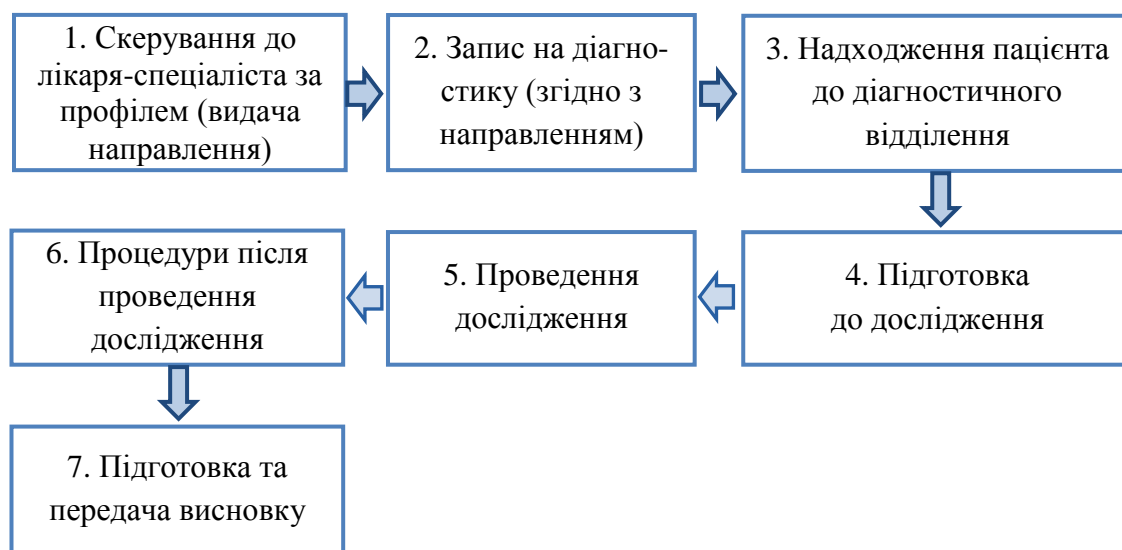 1. Скерування до
лікаря-спеціаліста за
профілем (видача
направлення)
2. Запис на діагно-
стику (згідно з
направленням)
3. Надходження пацієнта
до діагностичного
відділення
4. Підготовка
до дослідження
5. Проведення
дослідження
6. Процедури після
проведення
дослідження
7. Підготовка та
передача висновку